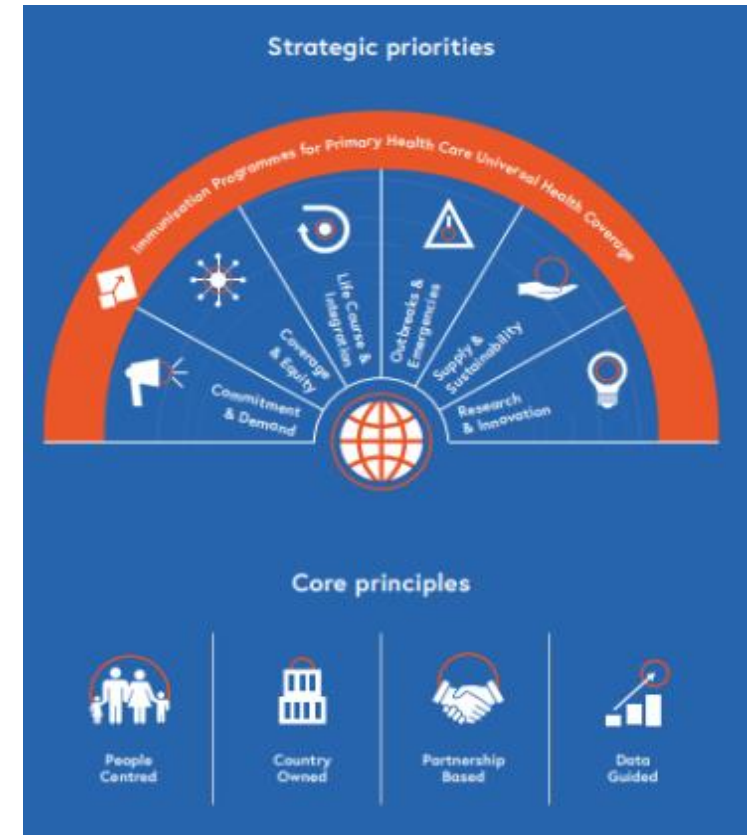 Strategic priorities
Immunisation Programmes for Primary Health Care Universal Health Coverage
Commitment
& Demand
Coverage
& Equity
Life Course &
Integration
Outbreaks &
Emergencies
Supply &
Sustainability
Research
& Innovation
Core principles
People
Centred
Country
Owned
Partnership
Based
Data
Guided